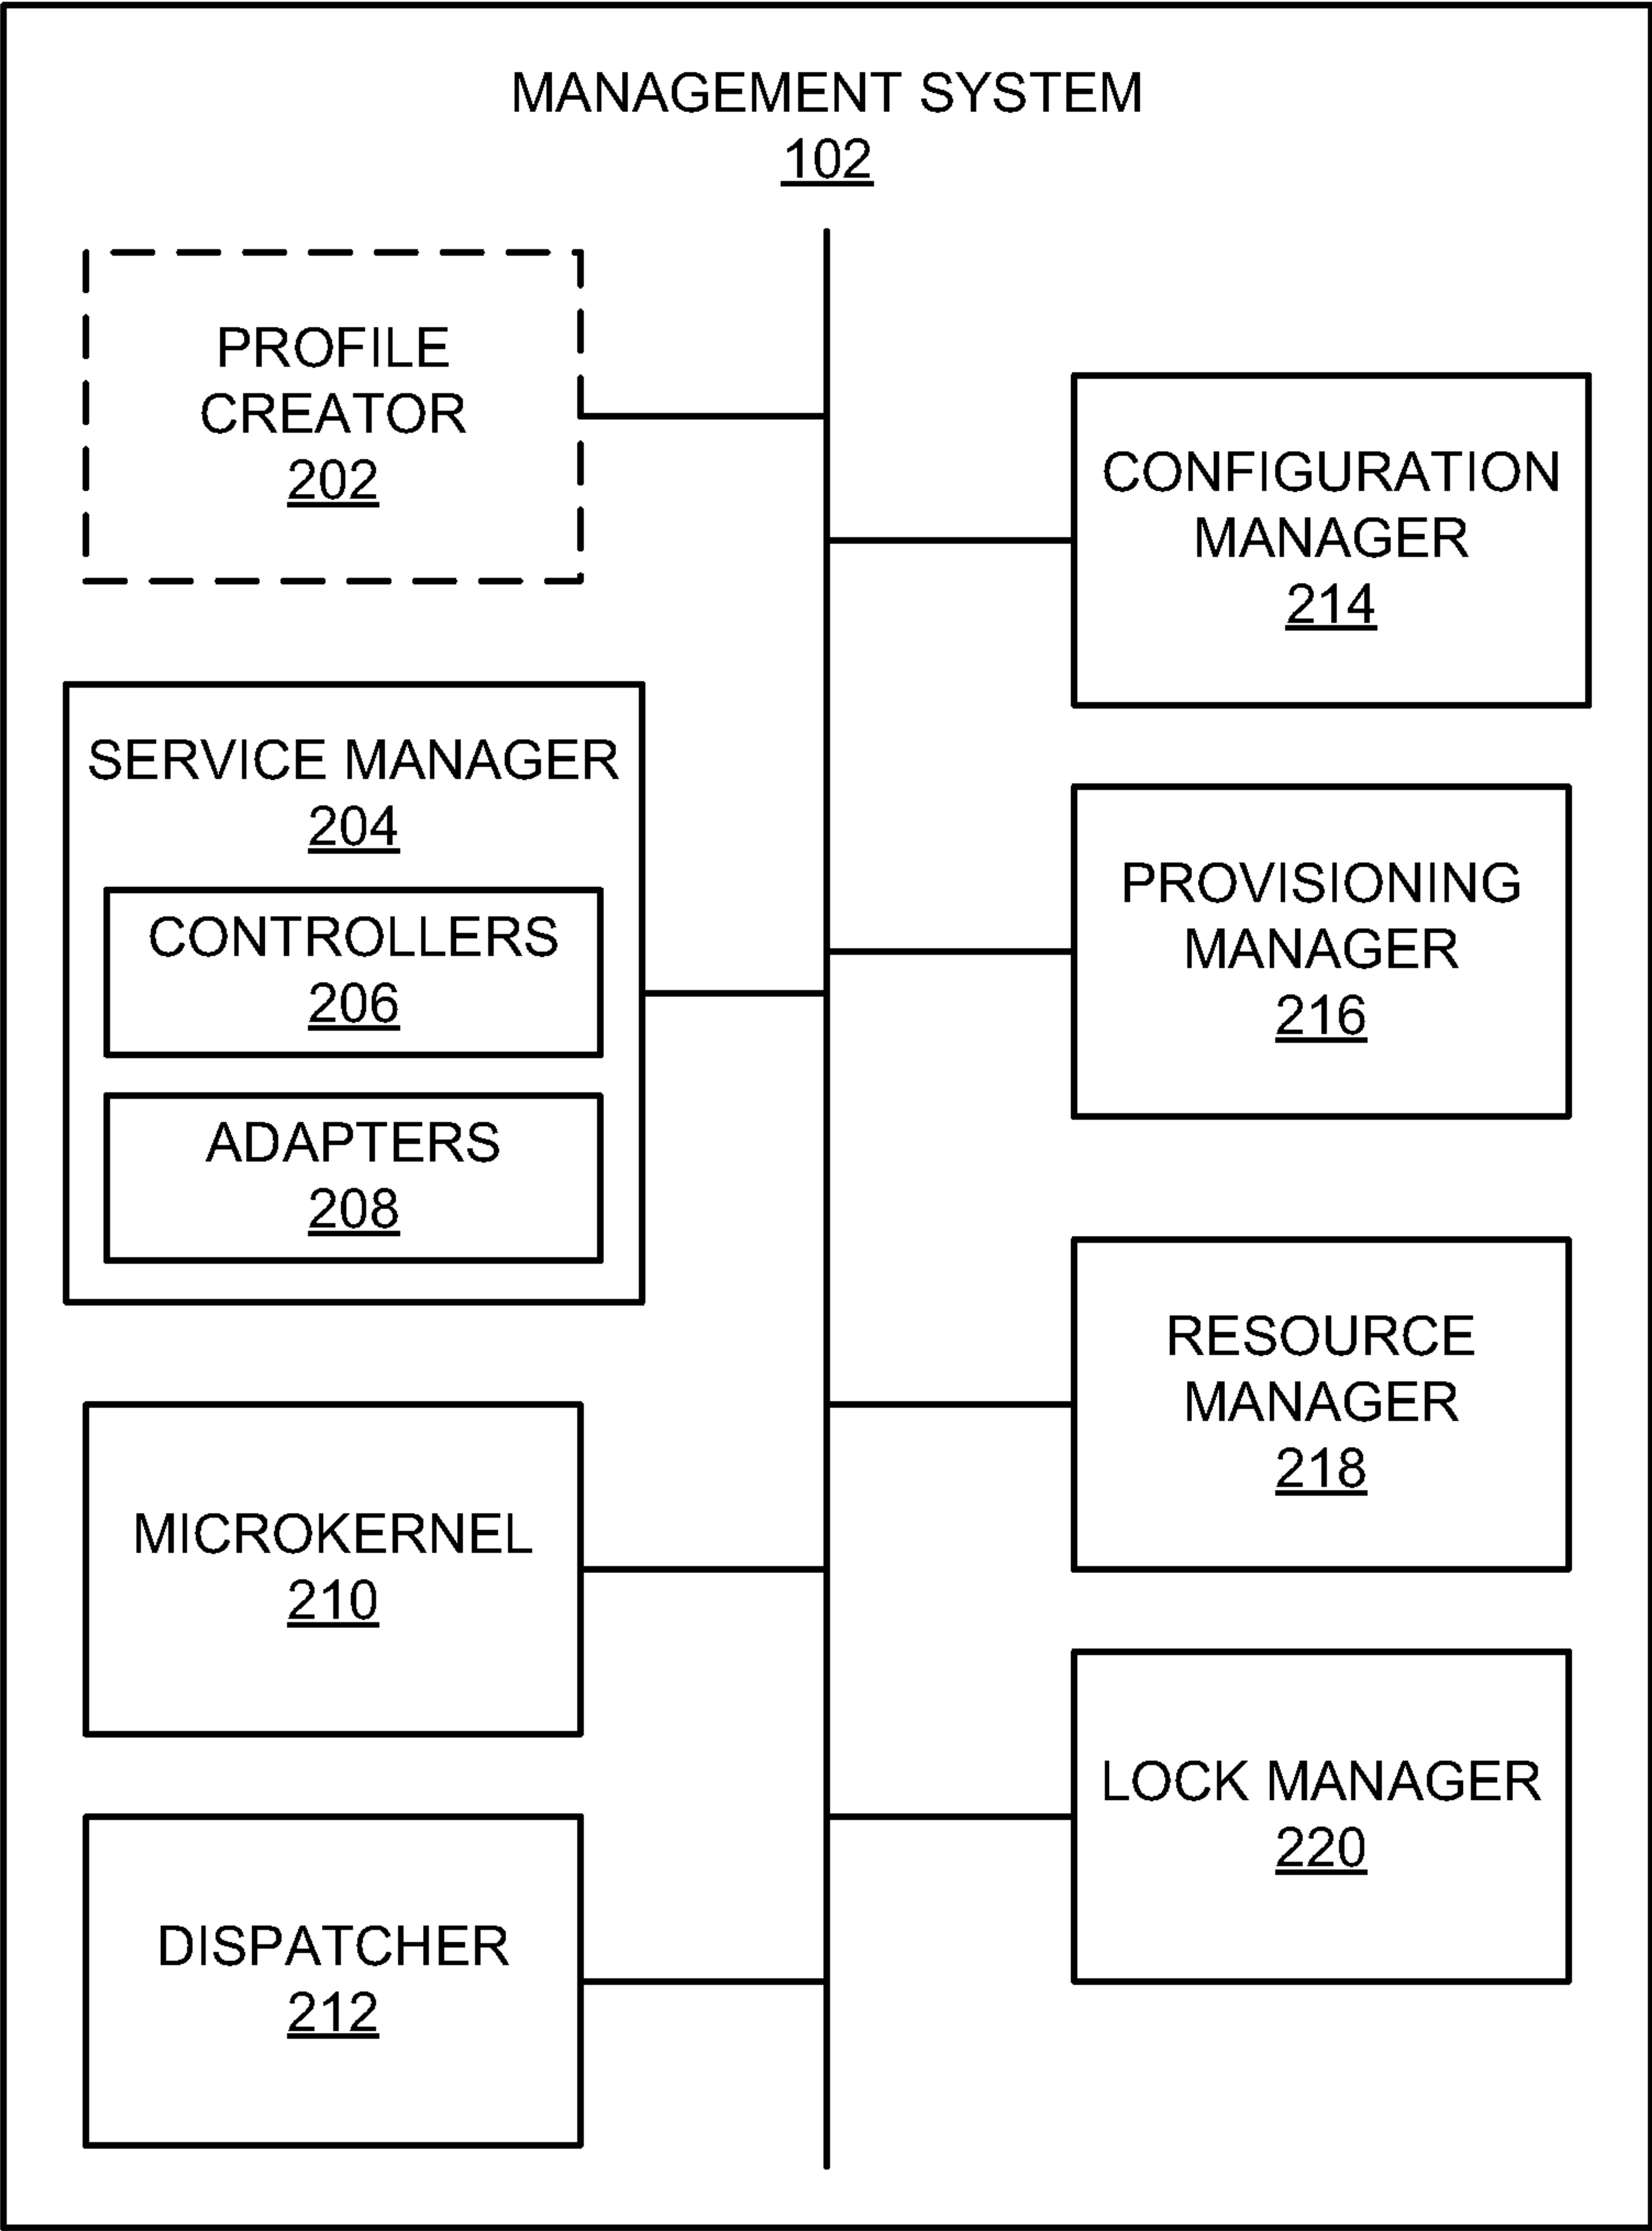 MANAGEMENT SYSTEM
102
PROFILE
CREATOR
202
SERVICE MANAGER
204
CONTROLLERS
206
ADAPTERS
208
MICROKERNEL
210
DISPATCHER
212
CONFIGURATION
MANAGER
214
PROVISIONING
MANAGER
216
RESOURCE
MANAGER
218
LOCK MANAGER
220